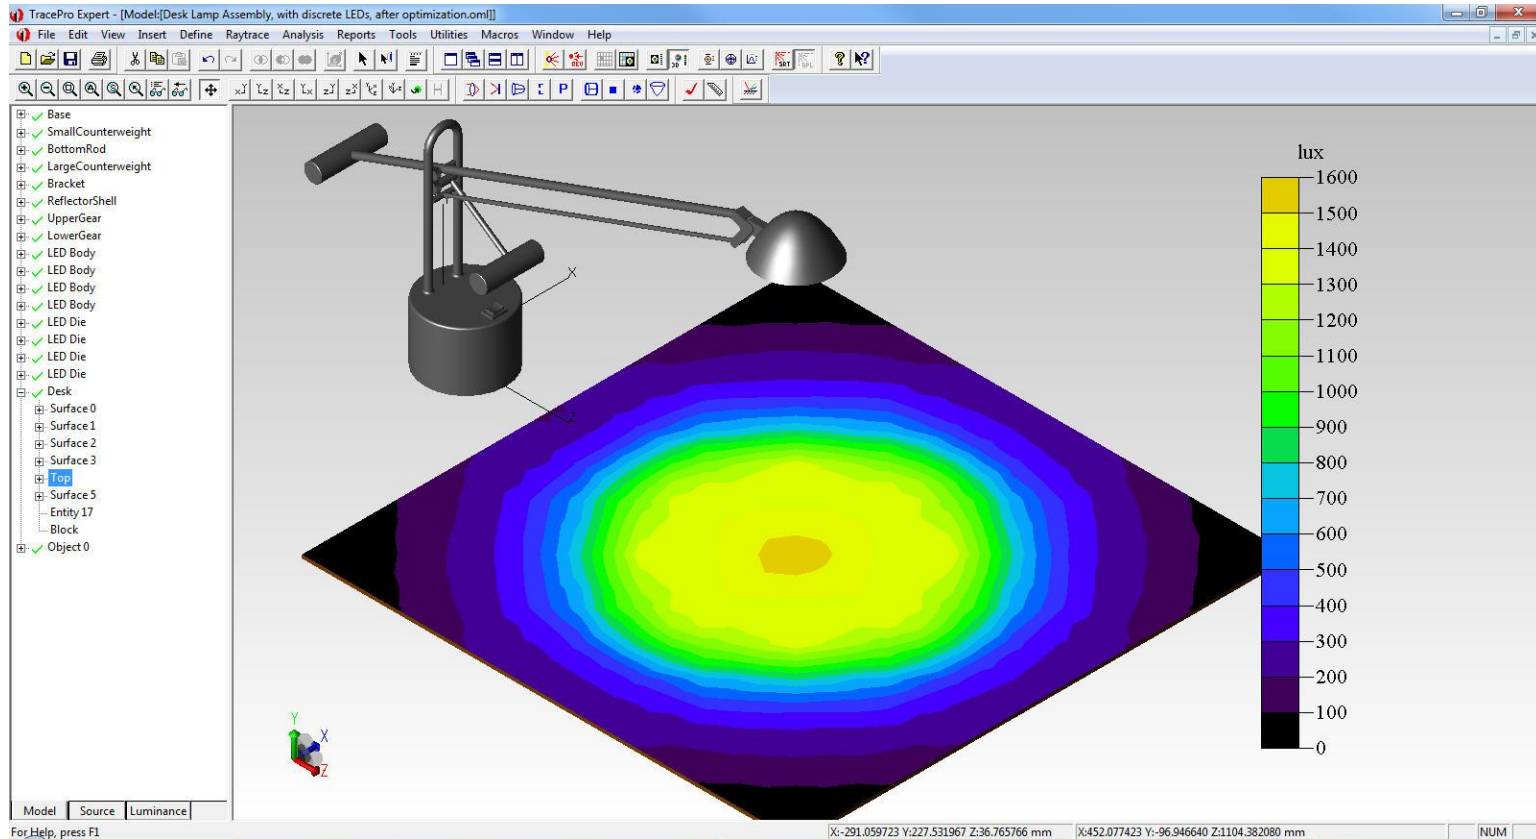 TracePro Expert - [Model:[Desk Lamp Assembly, with discrete LEDs, after optimization.oml]]
File Edit View Insert Define Raytrace Analysis Reports Tools Utilities Macros Window Help
Base
SmallCounterweight
BottomRod
LargeCounterweight
Bracket
ReflectorShell
UpperGear
LowerGear
LED Body
LED Body
LED Body
LED Body
LED Die
LED Die
LED Die
LED Die
Desk
Surface 0
Surface 1
Surface 2
Surface 3
Top
Surface 5
Entity 17
Block
Object 0
X
Z
lux
1600
1500
1400
1300
1200
1100
1000
900
800
700
600
500
400
300
200
100
0
Y
X
Z
Model Source Luminance
For Help, press F1
X:-291.059723 Y:227.531967 Z:36.765766 mm X:452.077423 Y:-96.946640 Z:1104.382080 mm NUM